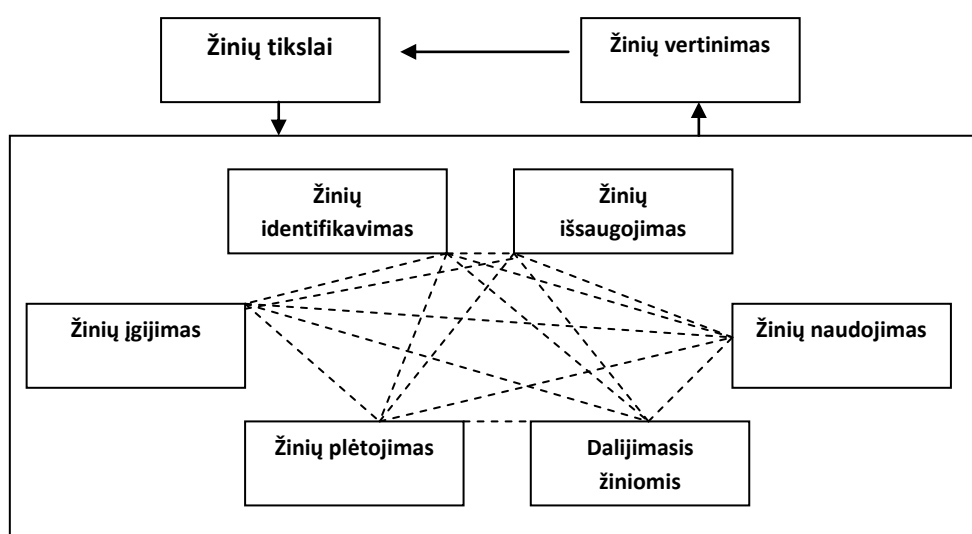 Žinių tikslai
Žinių vertinimas
Žinių
identifikavimas
Žinių
išsaugojimas
Žinių įgijimas
Žinių naudojimas
Žinių plėtojimas
Dalijimasis
žiniomis